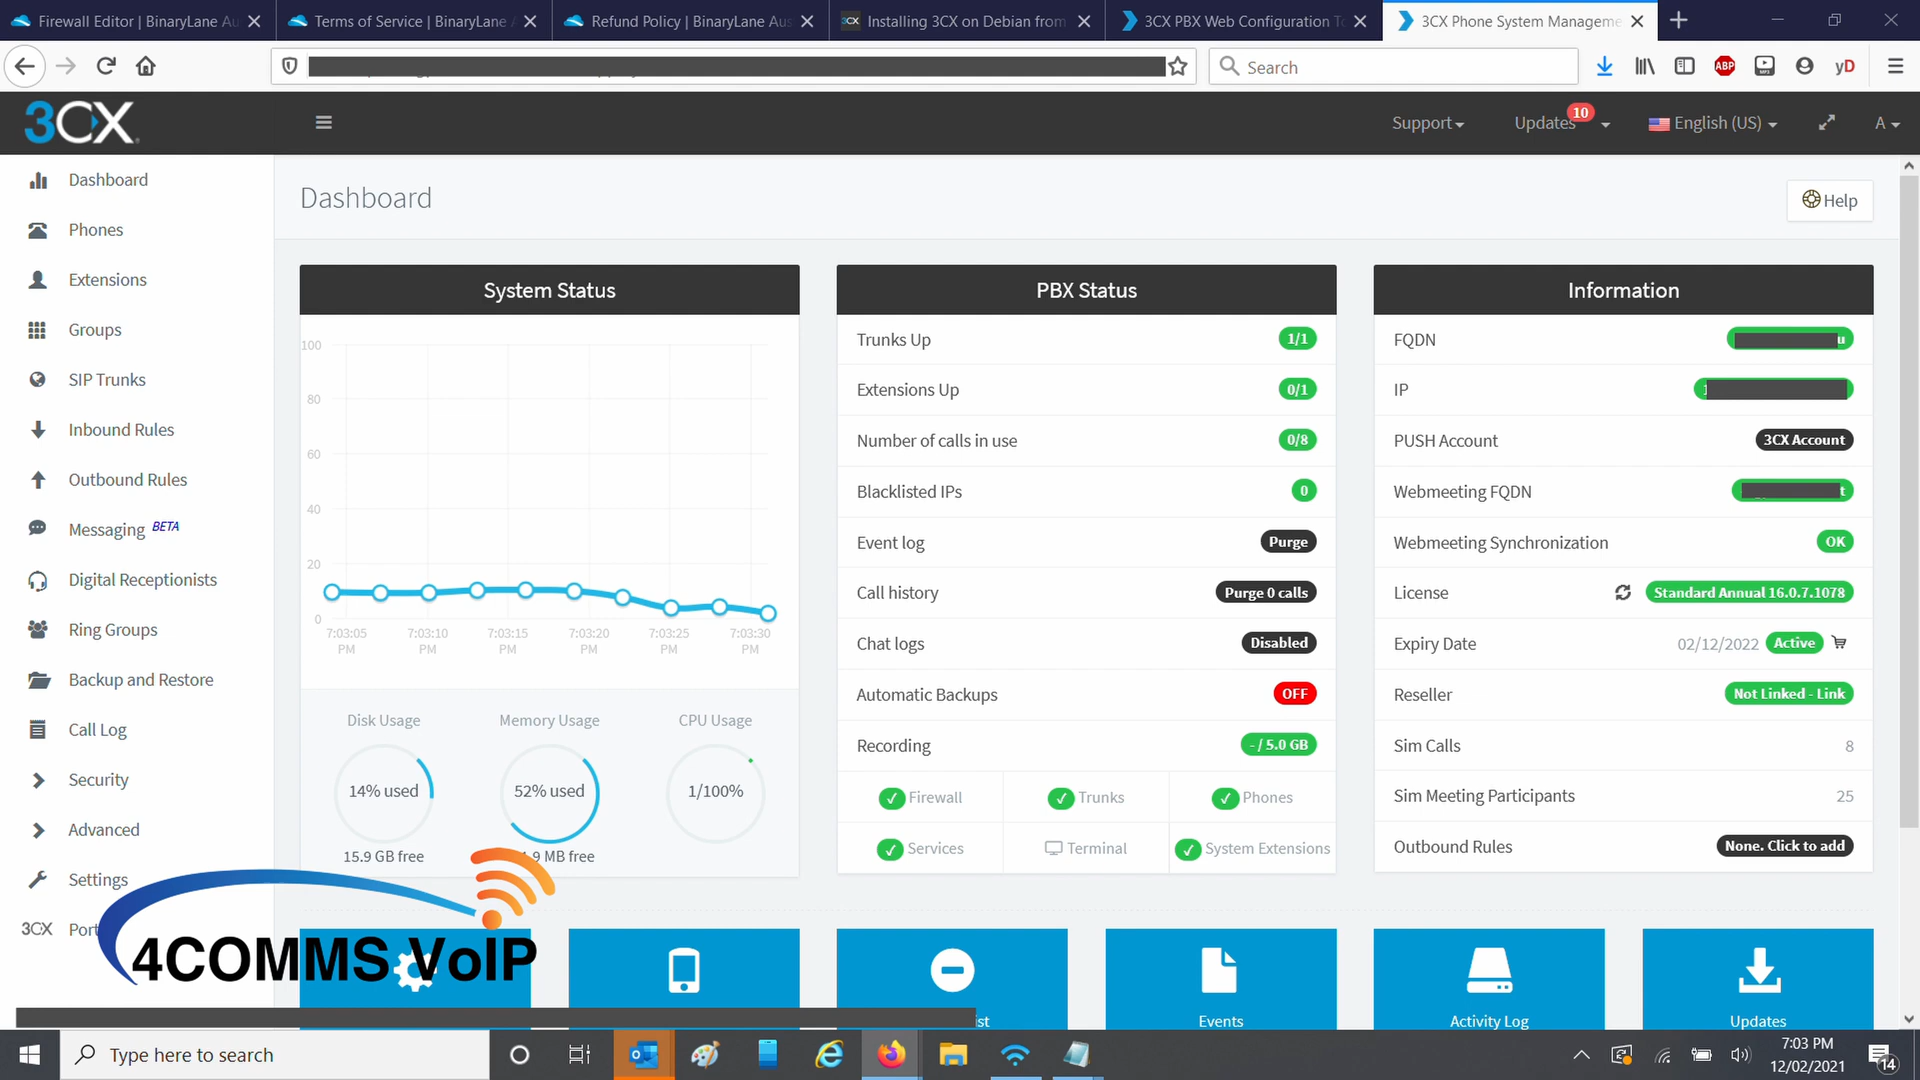 Firewall Editor | BinaryLane Au
Terms of Service | BinaryLane A
Refund Policy | BinaryLane Aus
Installing 3CX on Debian from
3CX PBX Web Configuration To
3CX Phone System Manageme
Search
ABP
yD
3CX
Support
Updates 10
English (US)
A
Dashboard
Phones
Extensions
Groups
SIP Trunks
Inbound Rules
Outbound Rules
Messaging BETA
Digital Receptionists
Ring Groups
Backup and Restore
Call Log
Security
Advanced
Settings
3CX Port
Dashboard
Help
System Status
100
80
60
40
20
0
7:03:05 PM
7:03:10 PM
7:03:15 PM
7:03:20 PM
7:03:25 PM
7:03:30 PM
Disk Usage
14% used
15.9 GB free
Memory Usage
52% used
.9 MB free
CPU Usage
1/100%
PBX Status
Trunks Up 1/1
Extensions Up 0/1
Number of calls in use 0/8
Blacklisted IPs 0
Event log Purge
Call history Purge 0 calls
Chat logs Disabled
Automatic Backups OFF
Recording - / 5.0 GB
Firewall Trunks Phones
Services Terminal System Extensions
Information
FQDN u
IP
PUSH Account 3CX Account
Webmeeting FQDN t
Webmeeting Synchronization OK
License Standard Annual 16.0.7.1078
Expiry Date 02/12/2022 Active
Reseller Not Linked - Link
Sim Calls 8
Sim Meeting Participants 25
Outbound Rules None. Click to add
4COMMS VoIP
ist
Events
Activity Log
Updates
Type here to search
7:03 PM
12/02/2021
14